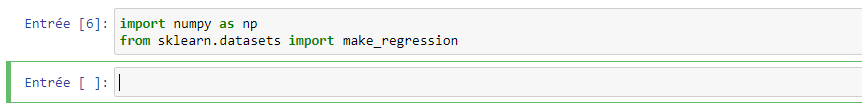 Entrée [6]: import numpy as np
from sklearn.datasets import make_regression
Entrée [ ]: